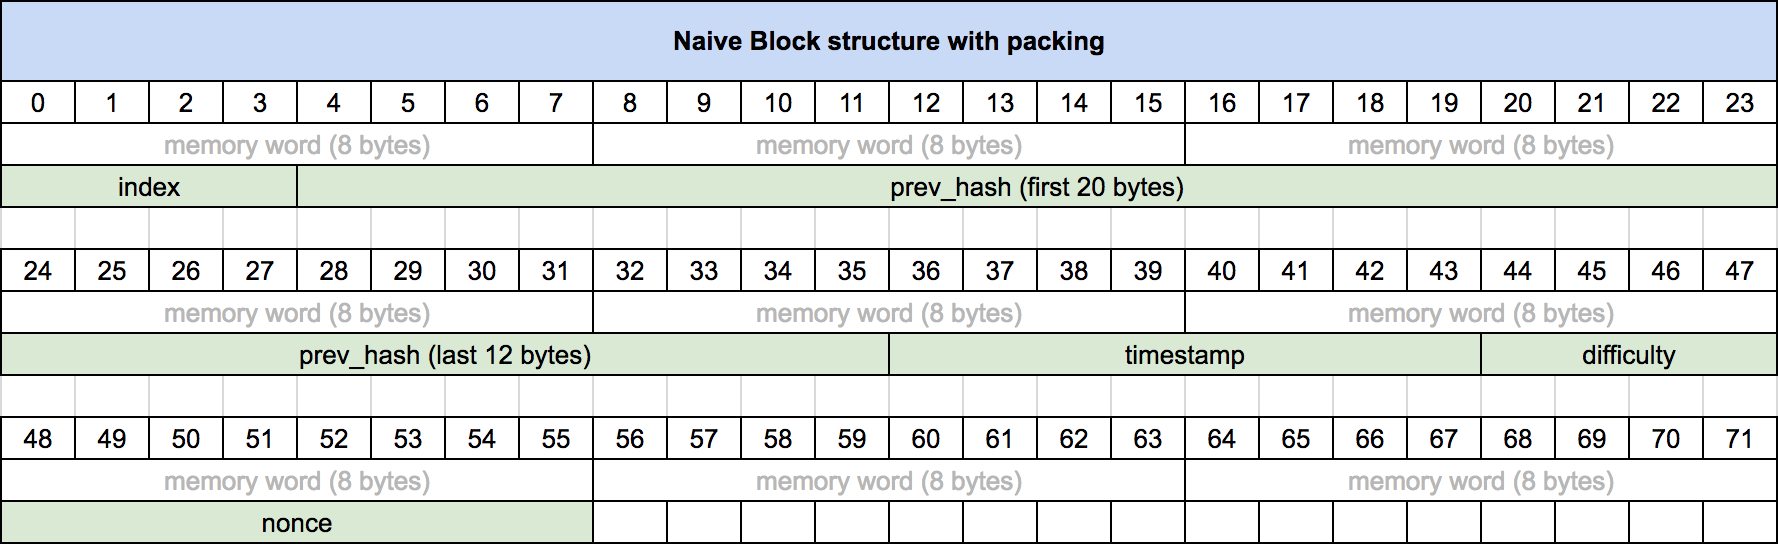 Naive Block structure with packing
0 1 2 3 4 5 6 7 8 9 10 11 12 13 14 15 16 17 18 19 20 21 22 23
memory word (8 bytes) memory word (8 bytes) memory word (8 bytes)
index prev_hash (first 20 bytes)
24 25 26 27 28 29 30 31 32 33 34 35 36 37 38 39 40 41 42 43 44 45 46 47
memory word (8 bytes) memory word (8 bytes) memory word (8 bytes)
prev_hash (last 12 bytes) timestamp difficulty
48 49 50 51 52 53 54 55 56 57 58 59 60 61 62 63 64 65 66 67 68 69 70 71
memory word (8 bytes) memory word (8 bytes) memory word (8 bytes)
nonce